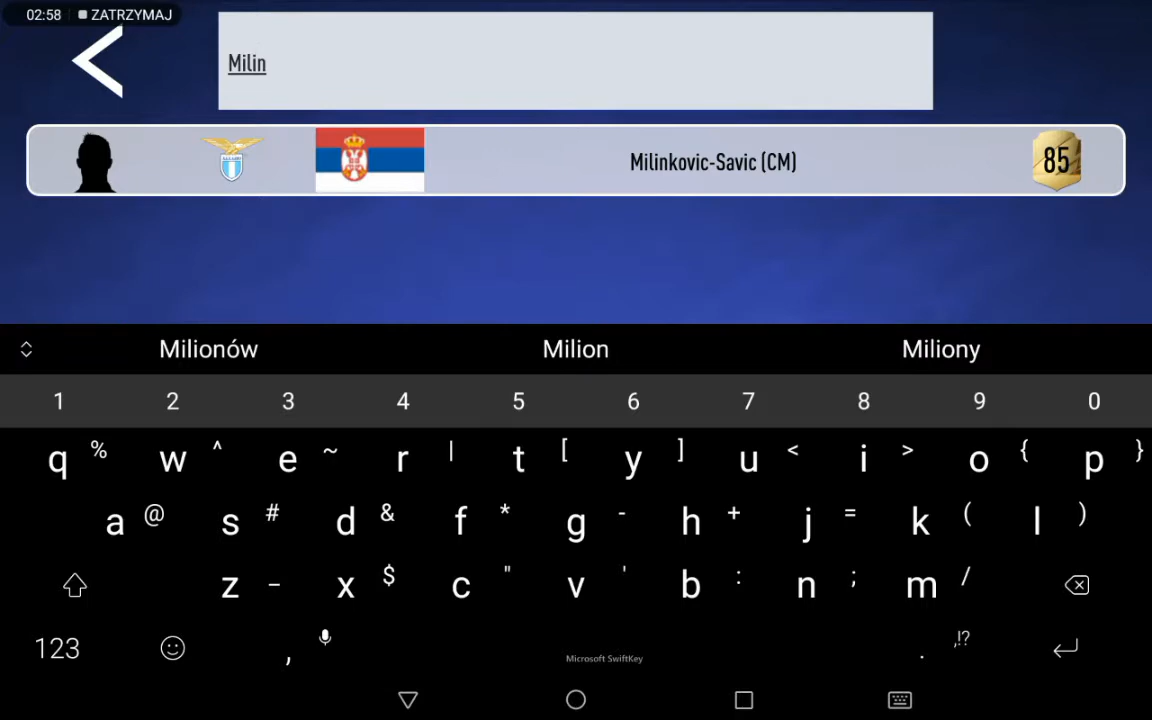 02:58 ZATRZYMAJ
Milin
Milinkovic-Savic (CM) 85
Milionów Milion Miliony
1 2 3 4 5 6 7 8 9 0
q % w ^ e ~ r | t [ y ] u < i > o { p }
a @ s # d & f * g - h + j = k ( l )
z _ x $ c " v ' b : n ; m /
123 , Microsoft SwiftKey . ,!?